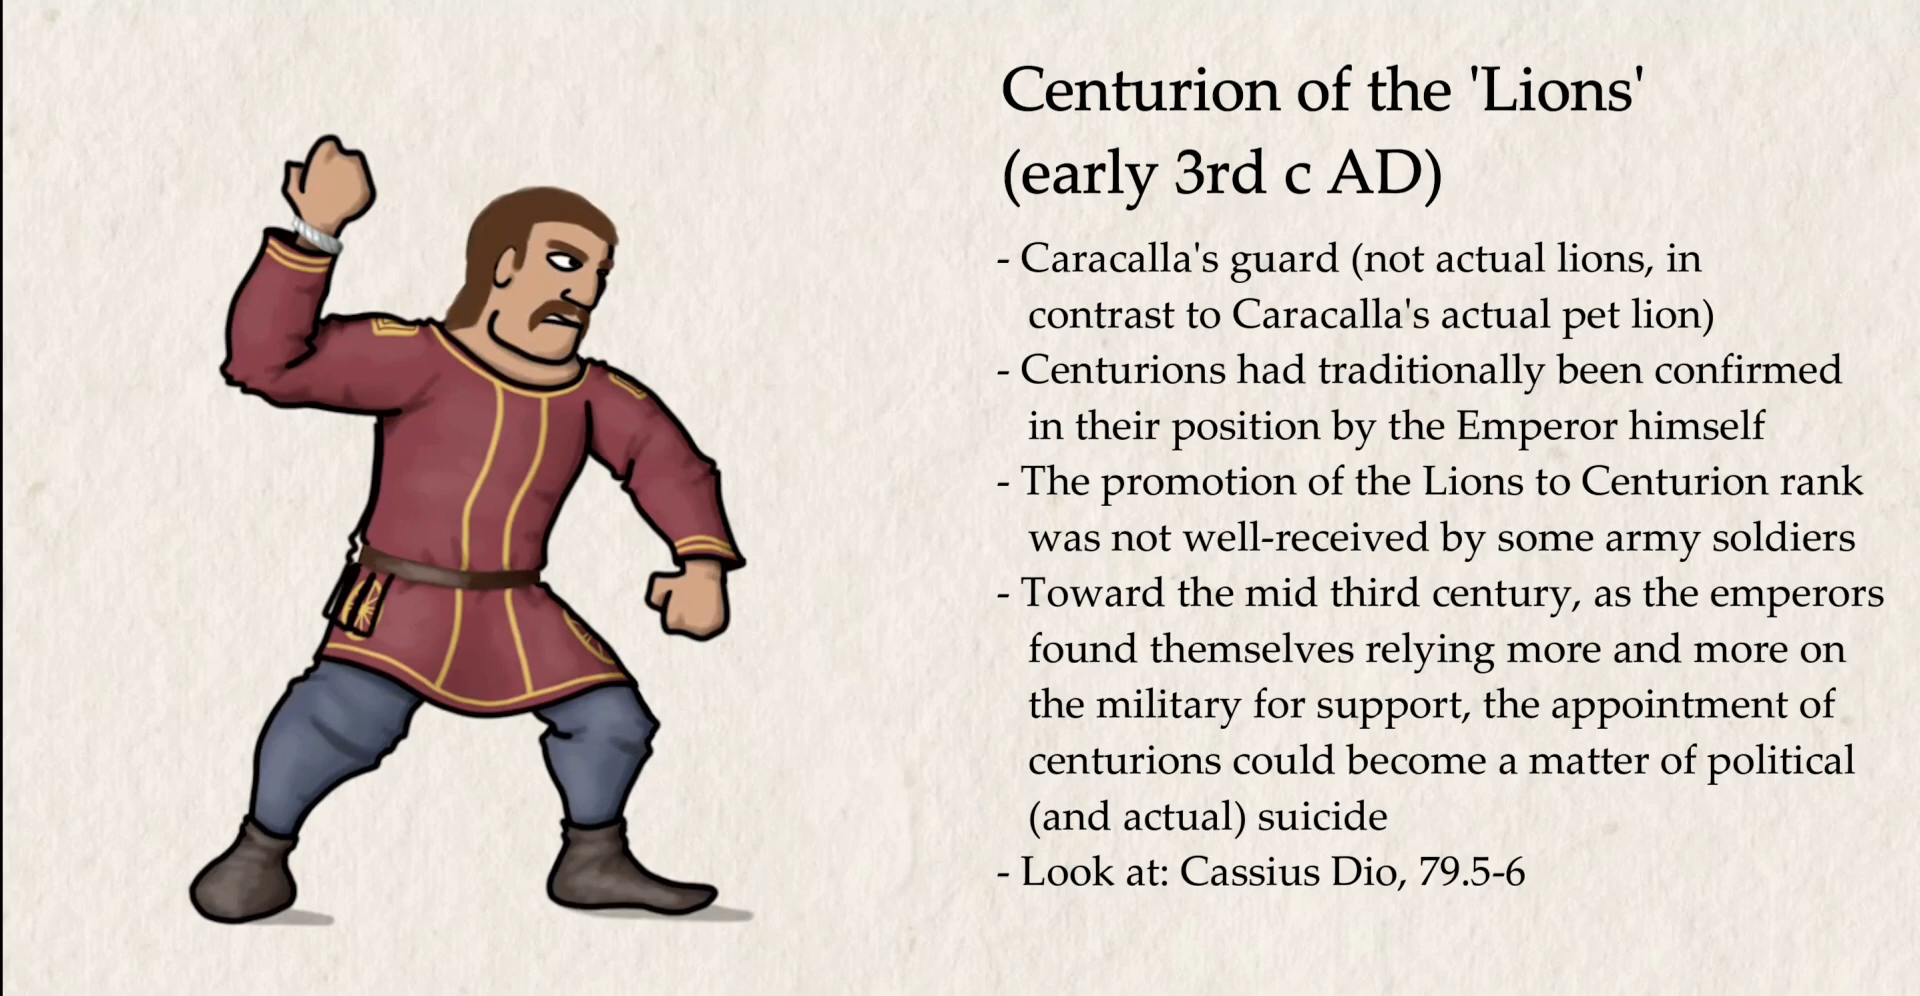 Centurion of the 'Lions'
(early 3rd c AD)
- Caracalla's guard (not actual lions, in
contrast to Caracalla's actual pet lion)
- Centurions had traditionally been confirmed
in their position by the Emperor himself
- The promotion of the Lions to Centurion rank
was not well-received by some army soldiers
- Toward the mid third century, as the emperors
found themselves relying more and more on
the military for support, the appointment of
centurions could become a matter of political
(and actual) suicide
- Look at: Cassius Dio, 79.5-6